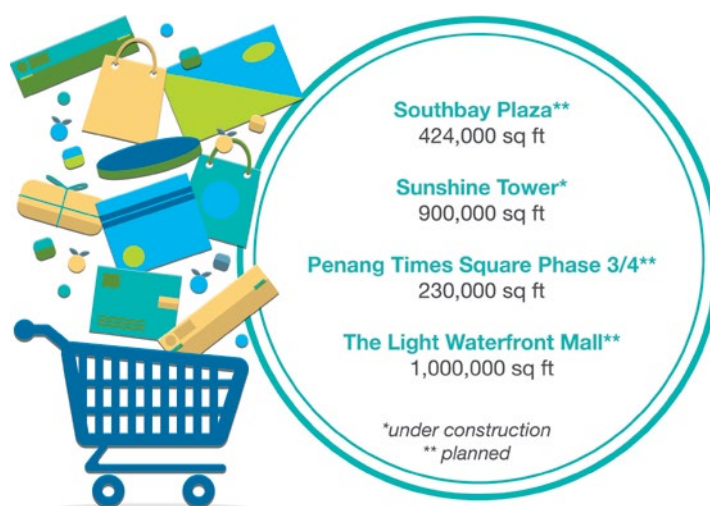 Southbay Plaza**
424,000 sq ft
Sunshine Tower*
900,000 sq ft
Penang Times Square Phase 3/4**
230,000 sq ft
The Light Waterfront Mall**
1,000,000 sq ft
*under construction
** planned